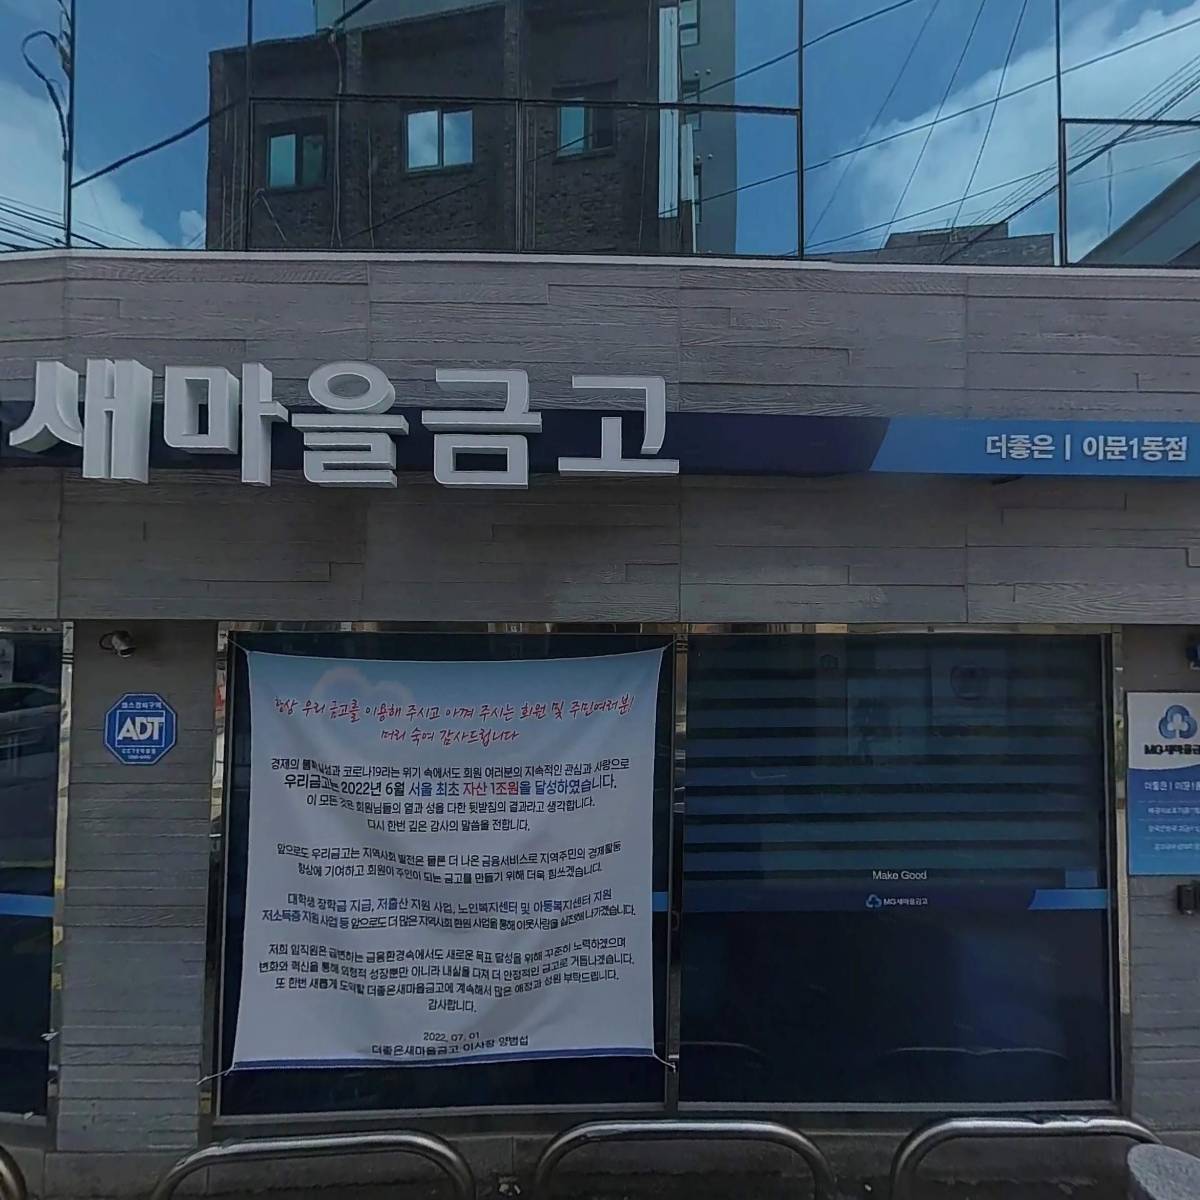 새마을금고
더좋은 | 이문1동점
ADT
항상 우리 금고를 이용해 주시고 아껴 주시는 회원 및 주민여러분!
머리 숙여 감사드립니다
경제의 불확실성과 코로나19라는 위기 속에서도 회원 여러분의 지속적인 관심과 사랑으로
우리금고는 2022년 6월 서울 최초 자산 1조원을 달성하였습니다.
이 모든 것은 회원님들의 열과 성을 다한 뒷받침의 결과라고 생각합니다.
다시 한번 깊은 감사의 말씀을 전합니다.
앞으로도 우리금고는 지역사회 발전은 물론 더 나은 금융서비스로 지역주민의 경제활동
향상에 기여하고 회원이 주인이 되는 금고를 만들기 위해 더욱 힘쓰겠습니다.
대학생 장학금 지급, 저출산 지원 사업, 노인복지센터 및 아동복지센터 지원
저소득층 지원 사업 등 앞으로도 더 많은 지역사회 환원 사업을 통해 이웃사랑을 실천해 나가겠습니다.
저희 임직원은 급변하는 금융환경속에서도 새로운 목표 달성을 위해 꾸준히 노력하겠으며
변화와 혁신을 통해 외형적 성장뿐만 아니라 내실을 다져 더 안정적인 금고로 거듭나겠습니다.
또 한번 새롭게 도약할 더좋은새마을금고에 계속해서 많은 애정과 성원 부탁드립니다.
감사합니다.
2022. 07. 01
더좋은새마을금고 이사장 양범섭
Make Good
MG새마을금고
MG새마을금
더좋은 | 이문1동